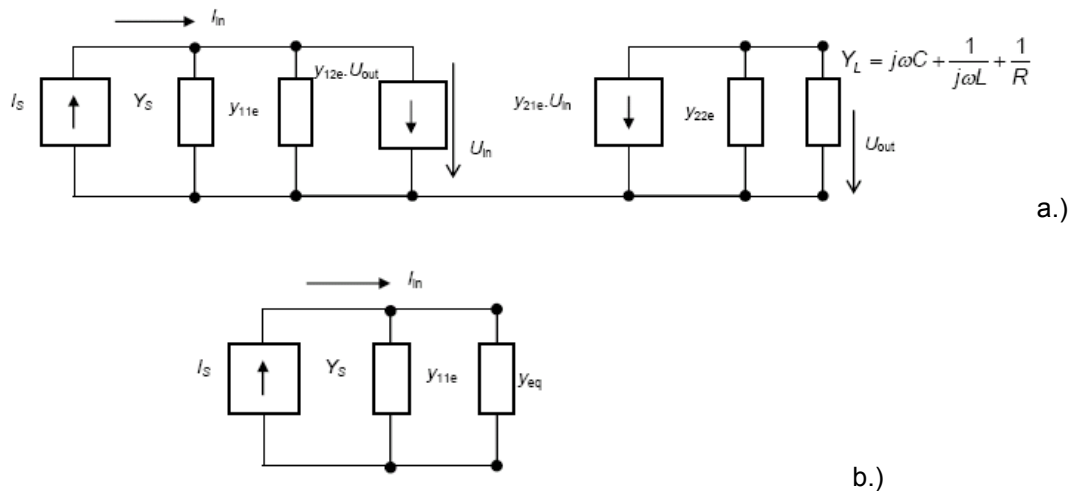 I_in
I_S
Y_S
y_11e
y_12e.U_out
U_in
y_21e.U_in
y_22e
Y_L = jωC + 1/(jωL) + 1/R
U_out
a.)
I_in
I_S
Y_S
y_11e
y_eq
b.)